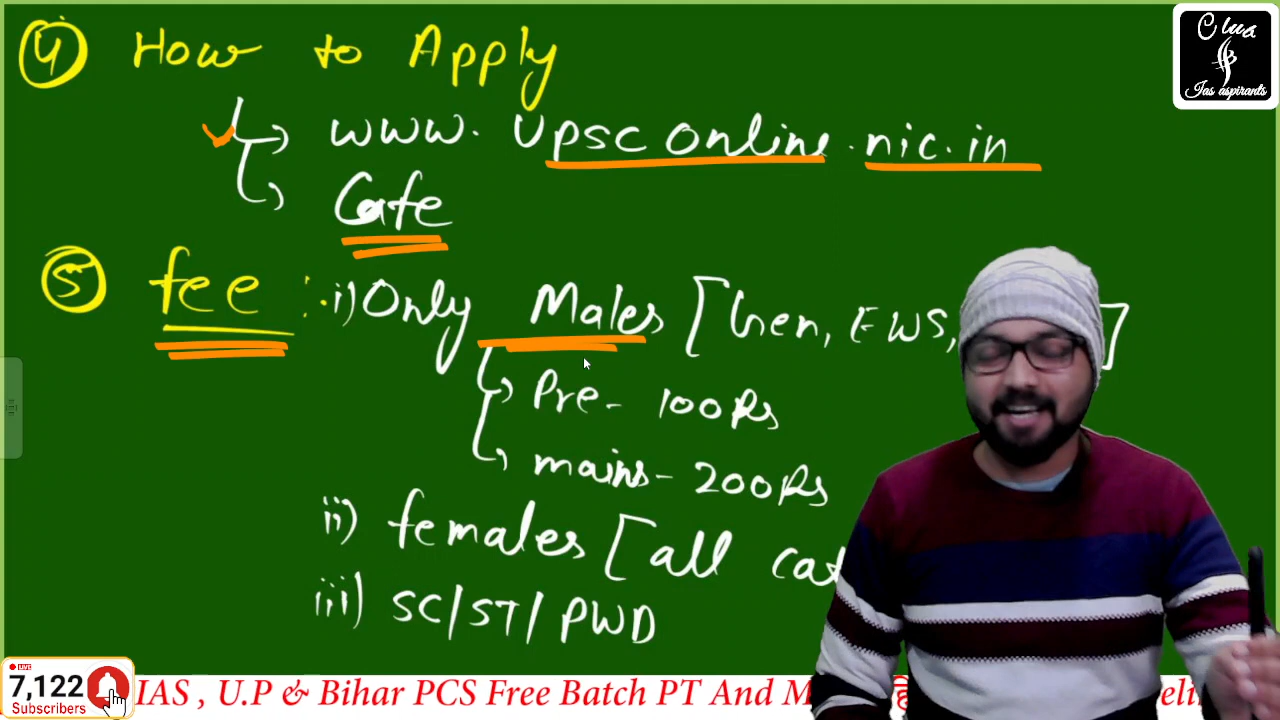 4 How to Apply
www. Upsc online . nic. in
Cafe
5 fee : i) Only Males [Gen, EWS, ]
Pre - 100 Rs
mains - 200 Rs
ii) females [all cat
iii) SC/ST/PWD
Clua
Ias aspirants
LIVE
7,122
Subscribers
IAS , U.P & Bihar PCS Free Batch PT And M